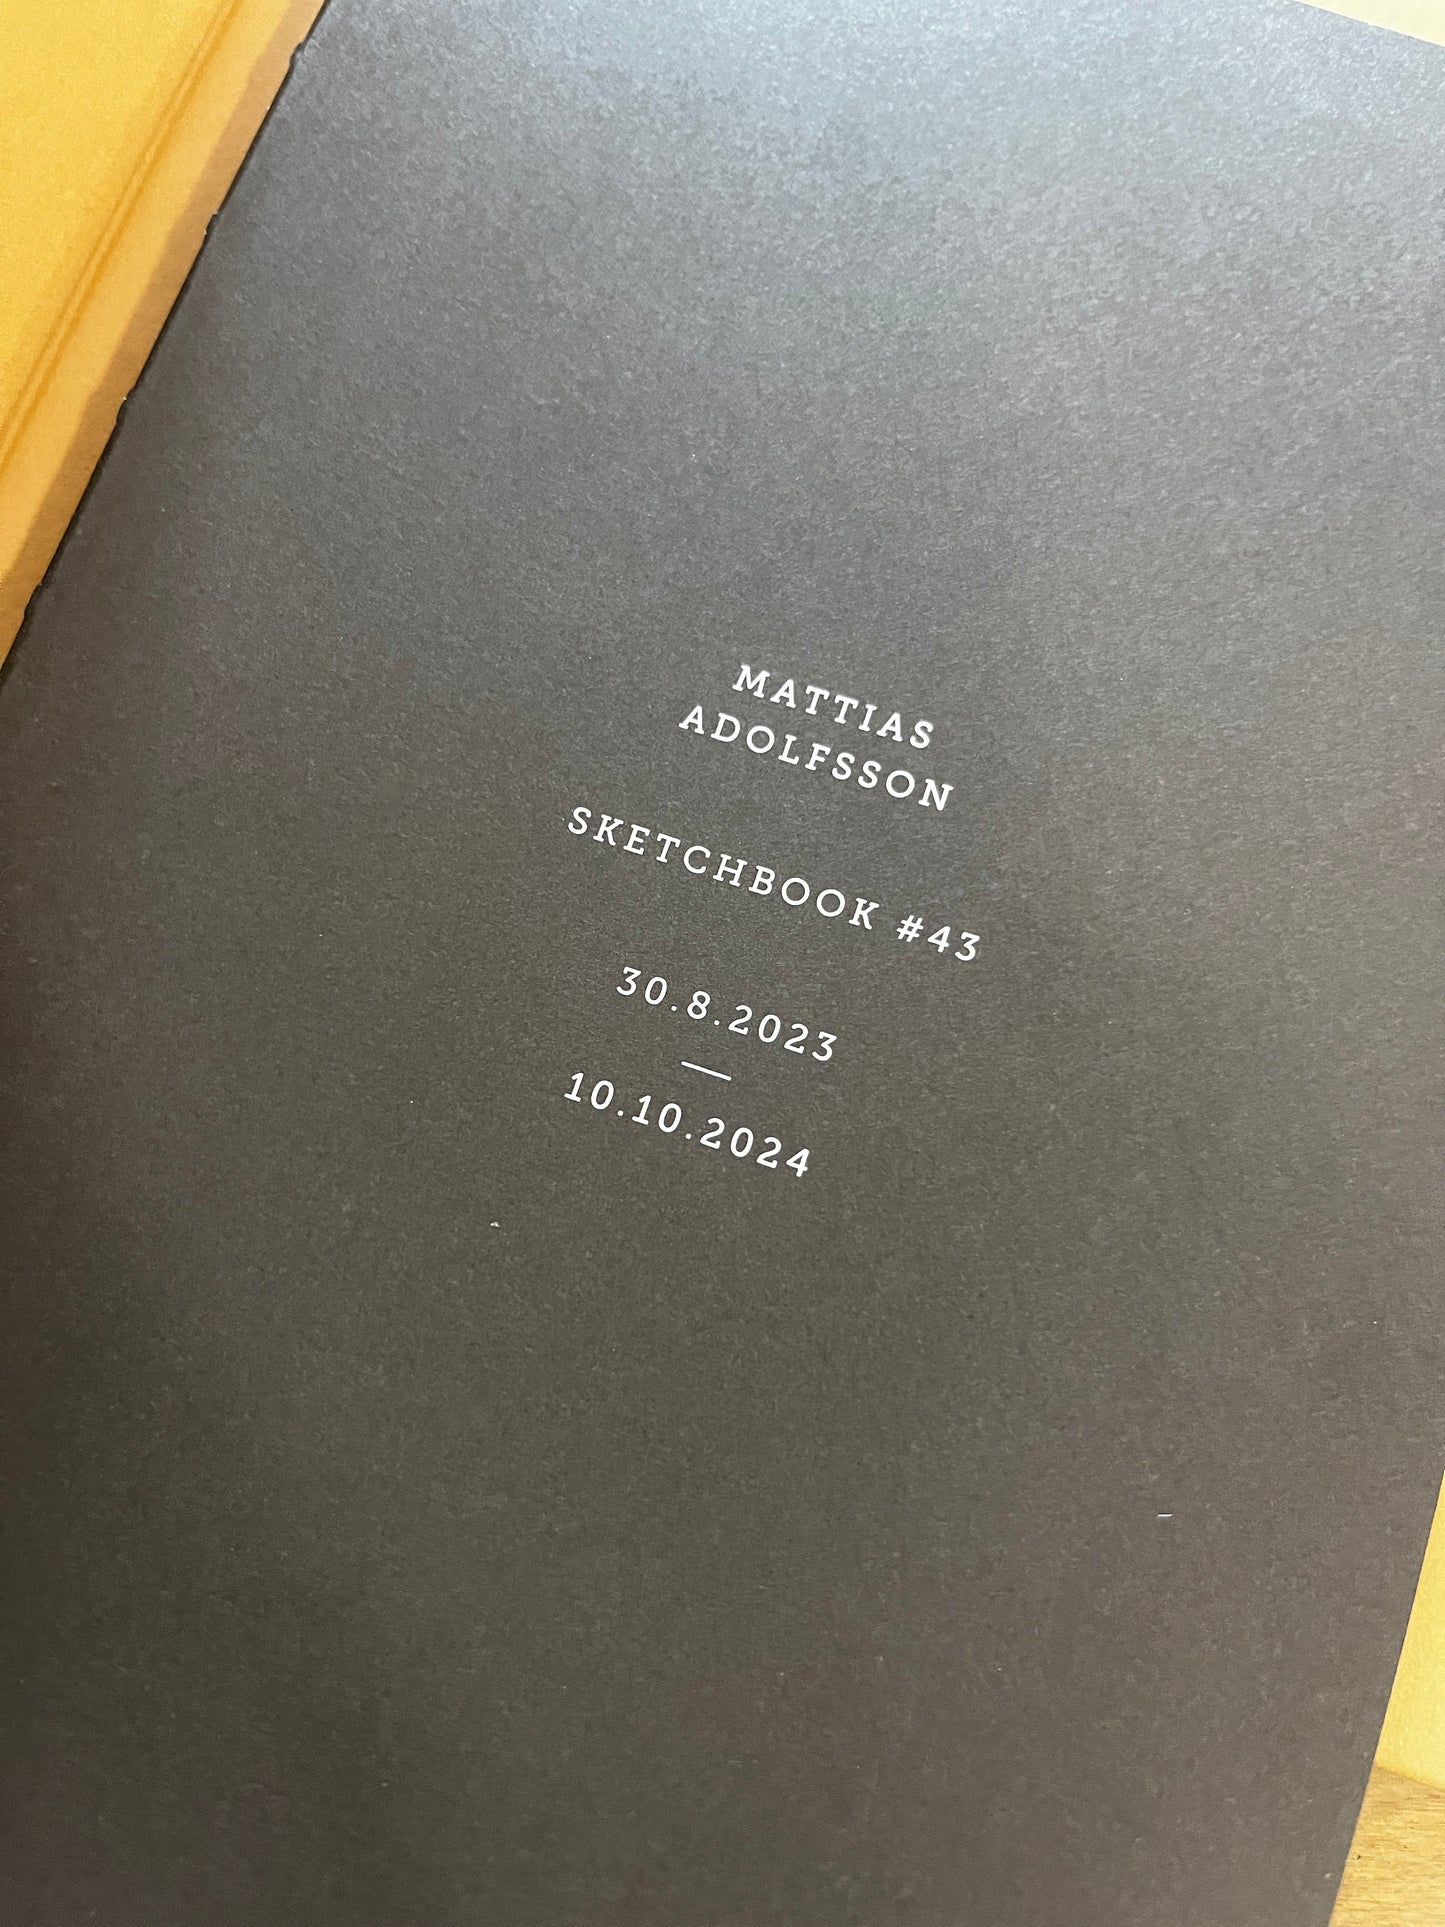 MATTIAS
ADOLFSSON
SKETCHBOOK #43
30.8.2023
—
10.10.2024